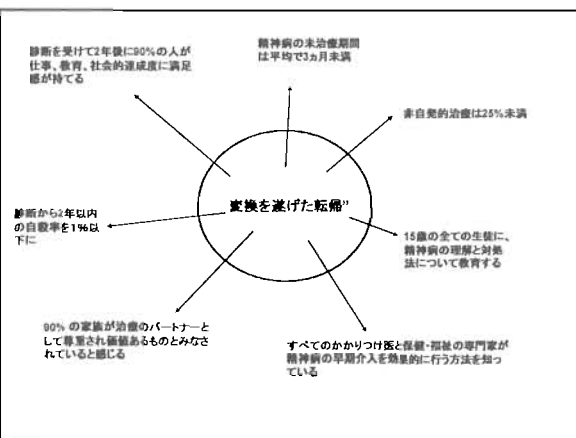 診断を受けて2年後に90%の人が
仕事、教育、社会的達成度に満足
感が持てる
精神病の未治療期間
は平均で3ヵ月未満
非自発的治療は25%未満
変換を遂げた転帰”
診断から2年以内
の自殺率を1%以
下に
15歳の全ての生徒に、
精神病の理解と対処
法について教育する
90% の家族が治療のパートナーと
して尊重され価値あるものとみなさ
れていると感じる
すべてのかかりつけ医と保健・福祉の専門家が
精神病の早期介入を効果的に行う方法を知っ
ている